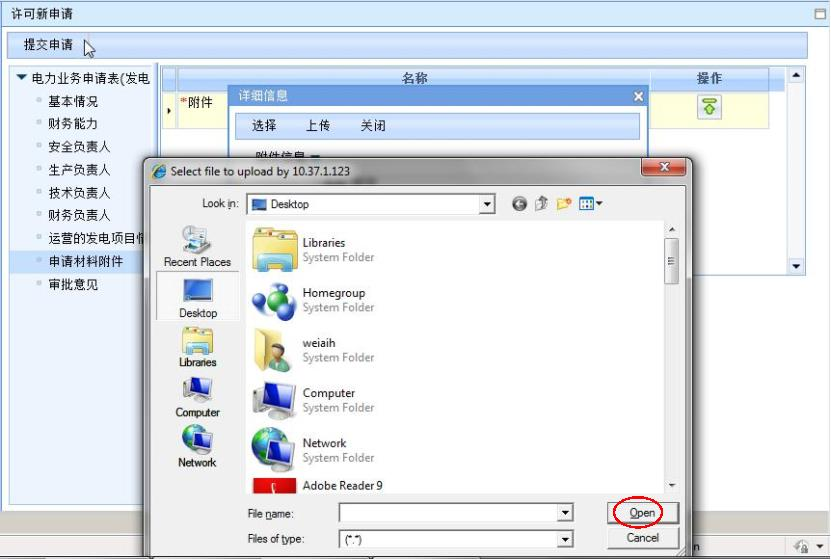 许可新申请
提交申请
电力业务申请表(发电
基本情况
财务能力
安全负责人
生产负责人
技术负责人
财务负责人
运营的发电项目情
申请材料附件
审批意见
名称
操作
*附件
详细信息
选择 上传 关闭
附件信息
Select file to upload by 10.37.1.123
Look in: Desktop
Recent Places
Desktop
Libraries
Computer
Network
Libraries
System Folder
Homegroup
System Folder
weiaih
System Folder
Computer
System Folder
Network
System Folder
Adobe Reader 9
File name:
Open
Files of type: (*.*)
Cancel